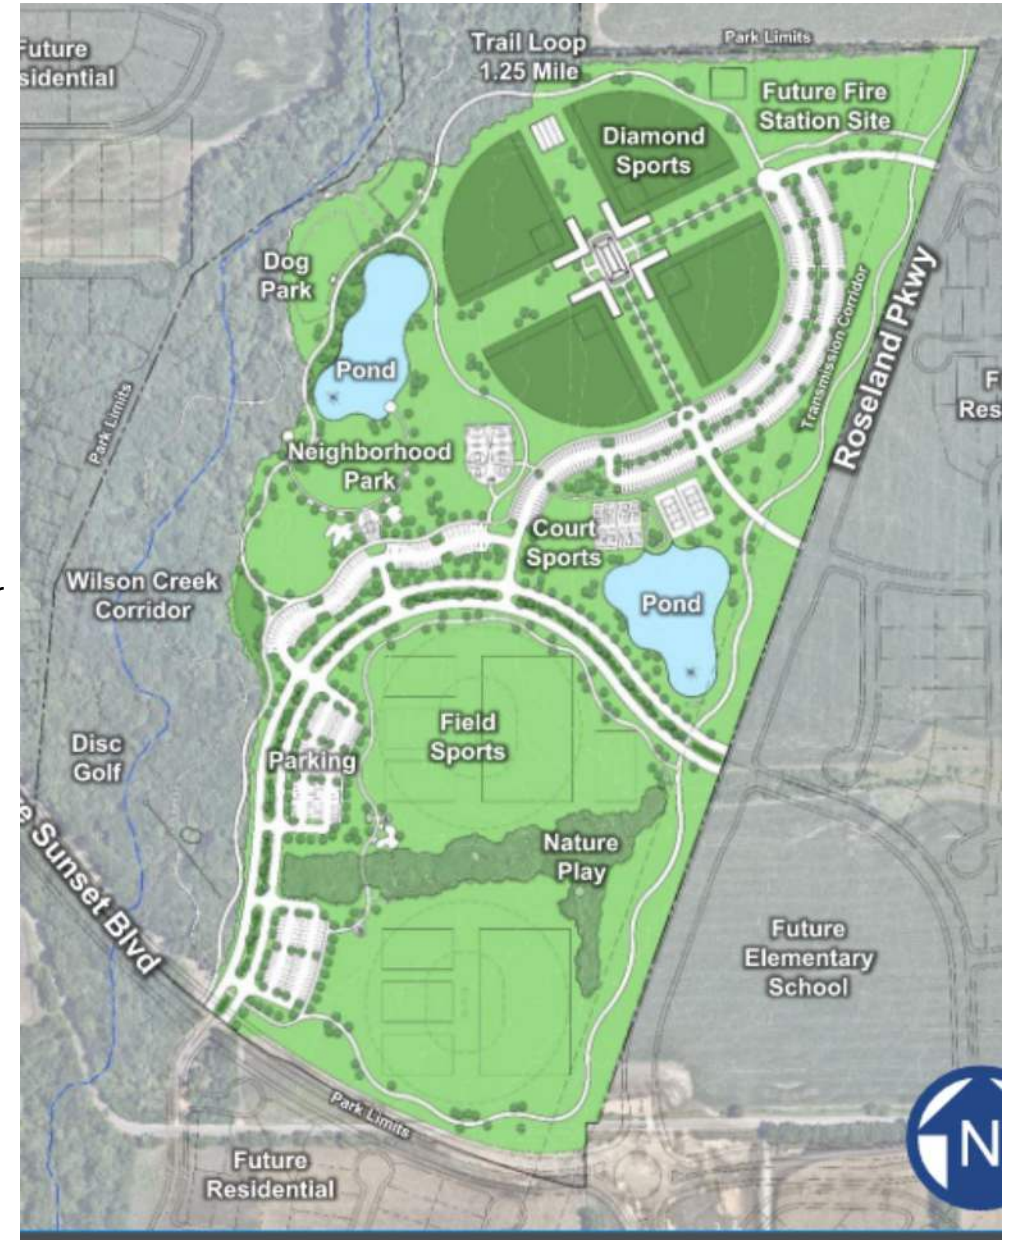 Future
sidential
Trail Loop
1.25 Mile
Park Limits
Future Fire
Station Site
Diamond
Sports
Dog
Park
Pond
Transmission Corridor
Roseland Pkwy
F
Res
Park Limits
Neighborhood
Park
Court
Sports
Wilson Creek
Corridor
Pond
Disc
Golf
Field
Sports
Parking
Nature
Play
e Sunset Blvd
Future
Elementary
School
Park Limits
Future
Residential
N